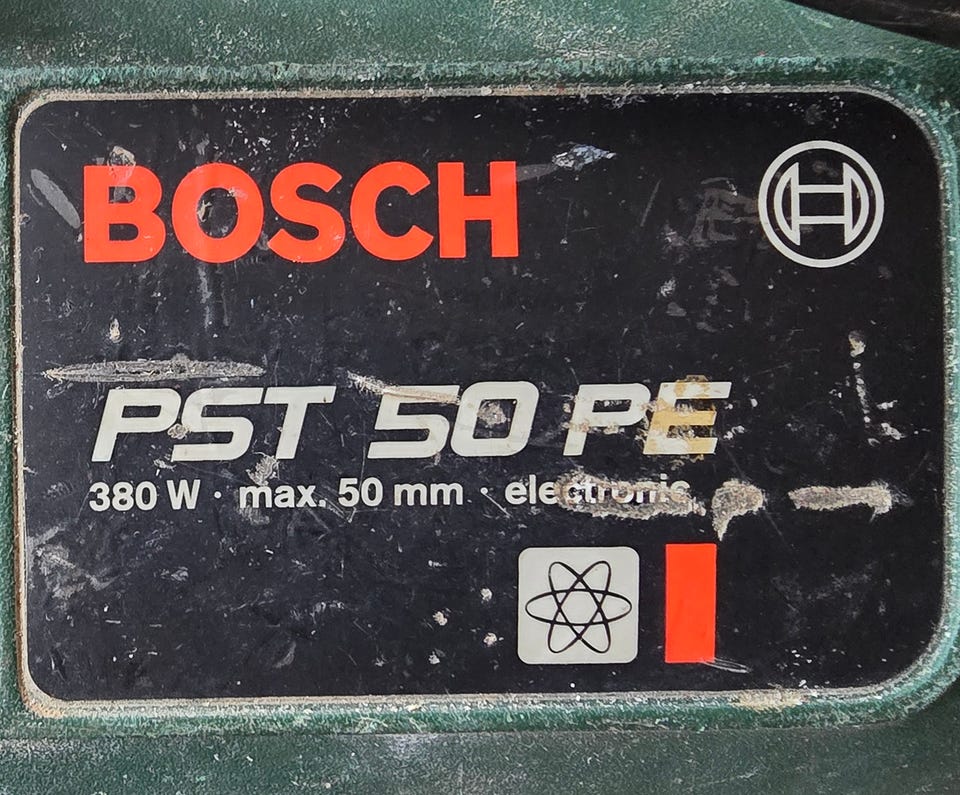 BOSCH
PST 50 PE
380 W · max. 50 mm · electronic